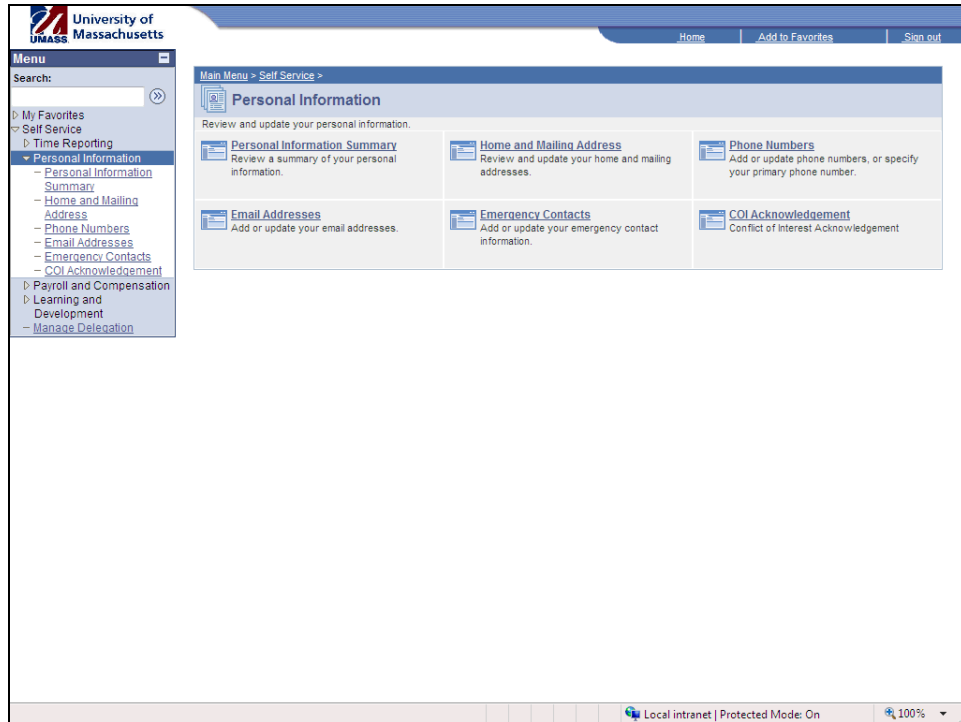 University of
Massachusetts
UMASS
Home
Add to Favorites
Sign out
Menu
Search:
My Favorites
Self Service
Time Reporting
Personal Information
Personal Information
Summary
Home and Mailing
Address
Phone Numbers
Email Addresses
Emergency Contacts
COI Acknowledgement
Payroll and Compensation
Learning and
Development
Manage Delegation
Main Menu > Self Service >
Personal Information
Review and update your personal information.
Personal Information Summary
Review a summary of your personal
information.
Home and Mailing Address
Review and update your home and mailing
addresses.
Phone Numbers
Add or update phone numbers, or specify
your primary phone number.
Email Addresses
Add or update your email addresses.
Emergency Contacts
Add or update your emergency contact
information.
COI Acknowledgement
Conflict of Interest Acknowledgement
Local intranet | Protected Mode: On
100%